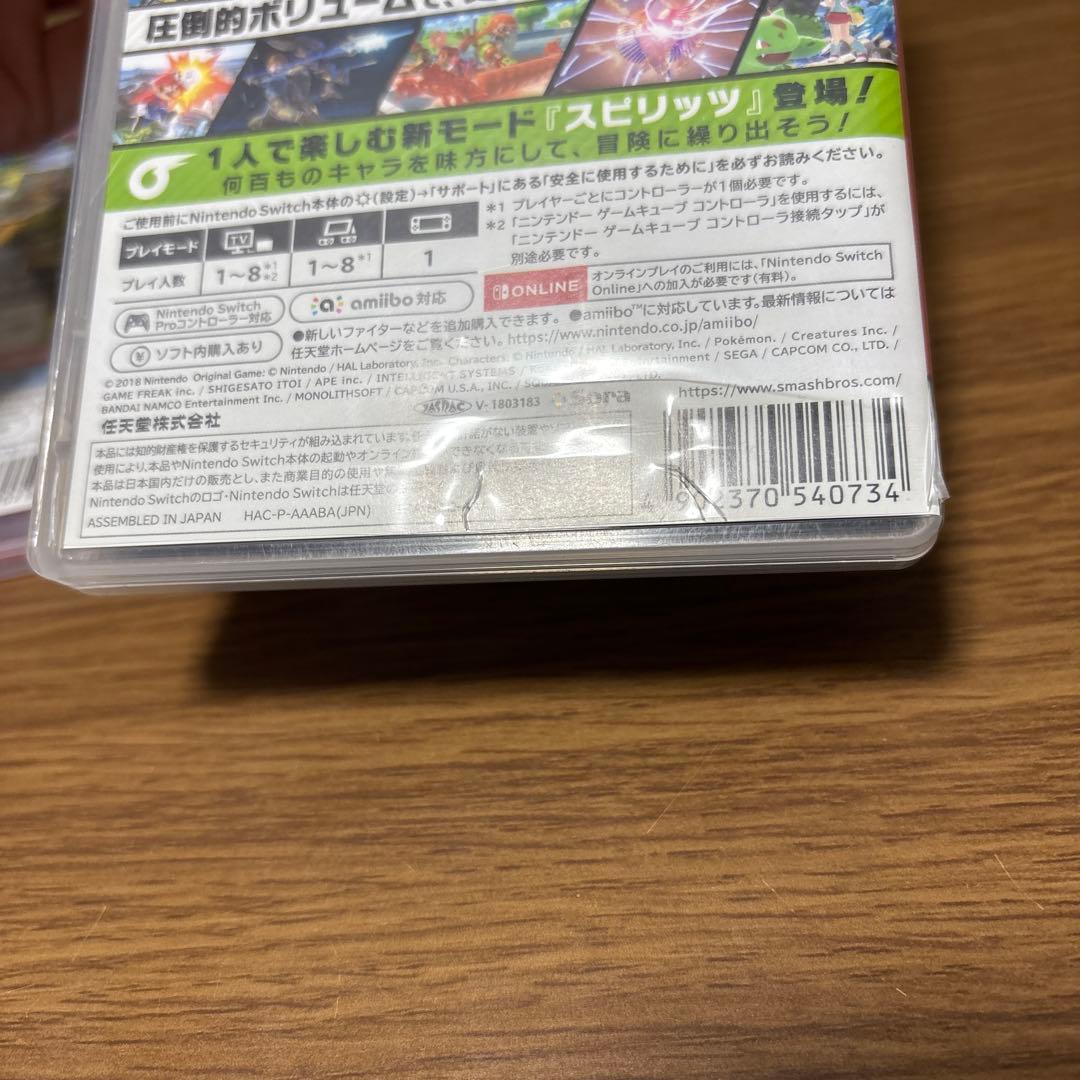 圧倒的ボリュームで、
1人で楽しむ新モード『スピリッツ』登場!
何百ものキャラを味方にして、冒険に繰り出そう!
ご使用前にNintendo Switch本体の(設定)→「サポート」にある「安全に使用するために」を必ずお読みください。
プレイモード TV
プレイ人数 1~8*1*2 1~8*1 1
*1 プレイヤーごとにコントローラーが1個必要です。
*2 「ニンテンドー ゲームキューブ コントローラ」を使用するには、
「ニンテンドー ゲームキューブ コントローラ接続タップ」が
別途必要です。
Nintendo Switch
Proコントローラー対応
amiibo 対応
ONLINE
オンラインプレイのご利用には、「Nintendo Switch
Online」への加入が必要です(有料)。
¥ ソフト内購入あり
●新しいファイターなどを追加購入できます。 ●amiibo™に対応しています。最新情報については
任天堂ホームページをご覧ください。https://www.nintendo.co.jp/amiibo/
© 2018 Nintendo Original Game: © Nintendo / HAL Laboratory, Inc. Characters: © Nintendo / HAL Laboratory, Inc. / Pokémon. / Creatures Inc. /
GAME FREAK inc. / SHIGESATO ITOI / APE inc. / INTELLIGENT SYSTEMS / Entertainment / SEGA / CAPCOM CO., LTD. /
BANDAI NAMCO Entertainment Inc. / MONOLITHSOFT / CAPCOM U.S.A., INC. / LTD.
任天堂株式会社
JASRAC V-1803183 Sora
https://www.smashbros.com/
本品には知的財産権を保護するセキュリティが組み込まれています。
使用により、本品やNintendo Switch本体の起動やオンライン できなくな
本品は日本国内だけの販売とし、また商業目的の使用や
Nintendo Switchのロゴ・Nintendo Switchは任天堂の
ASSEMBLED IN JAPAN HAC-P-AAABA(JPN)
4 902370 540734